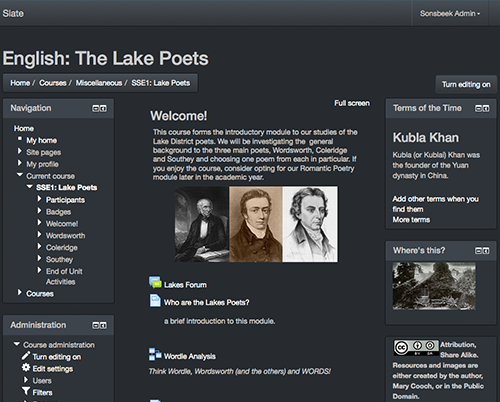 Slate
Sonsbeek Admin
English: The Lake Poets
Home / Courses / Miscellaneous / SSE1: Lake Poets
Turn editing on
Navigation
Home
My home
Site pages
My profile
Current course
SSE1: Lake Poets
Participants
Badges
Welcome!
Wordsworth
Coleridge
Southey
End of Unit
Activities
Courses
Administration
Course administration
Turn editing on
Edit settings
Users
Filters
Full screen
Welcome!
This course forms the introductory module to our studies of the
Lake District poets. We will be investigating the general
background to the three main poets, Wordsworth, Coleridge
and Southey and choosing one poem from each in particular. If
you enjoy the course, consider opting for our Romantic Poetry
module later in the academic year.
Lakes Forum
Who are the Lakes Poets?
a brief introduction to this module.
Wordle Analysis
Think Wordle, Wordsworth (and the others) and WORDS!
Terms of the Time
Kubla Khan
Kubla (or Kublai) Khan was
the founder of the Yuan
dynasty in China.
Add other terms when you
find them
More terms
Where's this?
CC BY SA
Attribution,
Share Alike.
Resources and images are
either created by the author,
Mary Cooch, or in the Public
Domain.